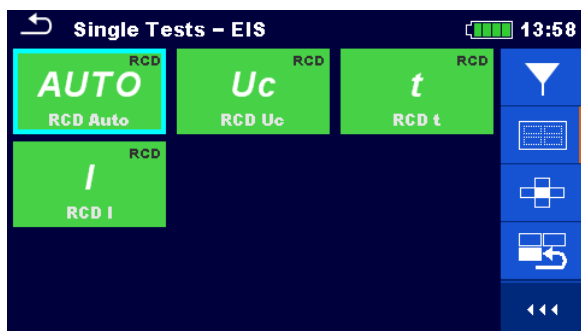 Single Tests – EIS
13:58
RCD
AUTO
RCD Auto
RCD
Uc
RCD Uc
RCD
t
RCD t
RCD
I
RCD I